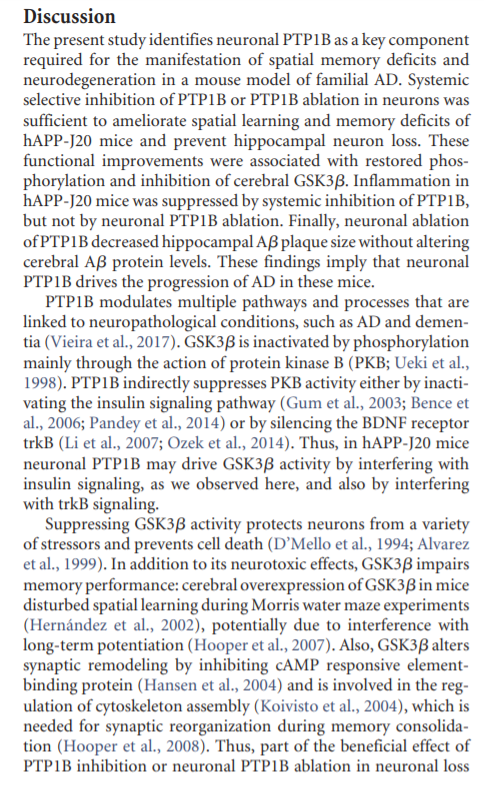 Discussion
The present study identifies neuronal PTP1B as a key component
required for the manifestation of spatial memory deficits and
neurodegeneration in a mouse model of familial AD. Systemic
selective inhibition of PTP1B or PTP1B ablation in neurons was
sufficient to ameliorate spatial learning and memory deficits of
hAPP-J20 mice and prevent hippocampal neuron loss. These
functional improvements were associated with restored phos-
phorylation and inhibition of cerebral GSK3β. Inflammation in
hAPP-J20 mice was suppressed by systemic inhibition of PTP1B,
but not by neuronal PTP1B ablation. Finally, neuronal ablation
of PTP1B decreased hippocampal Aβ plaque size without altering
cerebral Aβ protein levels. These findings imply that neuronal
PTP1B drives the progression of AD in these mice.
PTP1B modulates multiple pathways and processes that are
linked to neuropathological conditions, such as AD and demen-
tia (Vieira et al., 2017). GSK3β is inactivated by phosphorylation
mainly through the action of protein kinase B (PKB; Ueki et al.,
1998). PTP1B indirectly suppresses PKB activity either by inacti-
vating the insulin signaling pathway (Gum et al., 2003; Bence et
al., 2006; Pandey et al., 2014) or by silencing the BDNF receptor
trkB (Li et al., 2007; Ozek et al., 2014). Thus, in hAPP-J20 mice
neuronal PTP1B may drive GSK3β activity by interfering with
insulin signaling, as we observed here, and also by interfering
with trkB signaling.
Suppressing GSK3β activity protects neurons from a variety
of stressors and prevents cell death (D'Mello et al., 1994; Alvarez
et al., 1999). In addition to its neurotoxic effects, GSK3β impairs
memory performance: cerebral overexpression of GSK3β in mice
disturbed spatial learning during Morris water maze experiments
(Hernández et al., 2002), potentially due to interference with
long-term potentiation (Hooper et al., 2007). Also, GSK3β alters
synaptic remodeling by inhibiting cAMP responsive element-
binding protein (Hansen et al., 2004) and is involved in the reg-
ulation of cytoskeleton assembly (Koivisto et al., 2004), which is
needed for synaptic reorganization during memory consolida-
tion (Hooper et al., 2008). Thus, part of the beneficial effect of
PTP1B inhibition or neuronal PTP1B ablation in neuronal loss